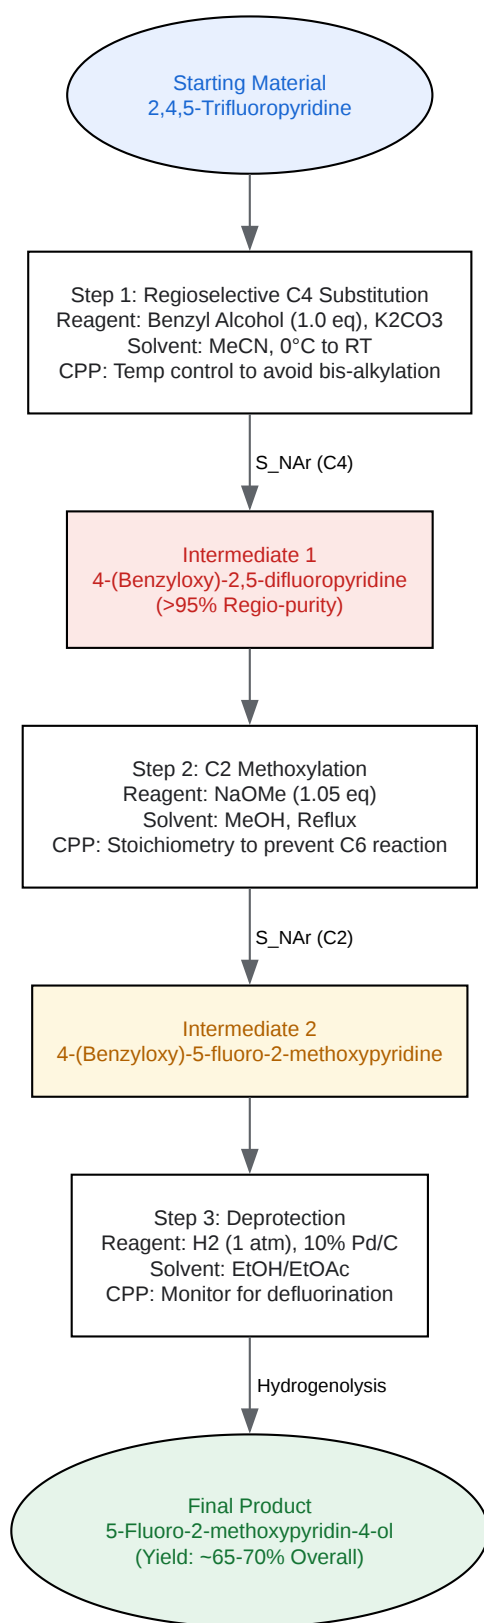 Starting Material
2,4,5-Trifluoropyridine
Step 1: Regioselective C4 Substitution
Reagent: Benzyl Alcohol (1.0 eq), K2CO3
Solvent: MeCN, 0°C to RT
CPP: Temp control to avoid bis-alkylation
S_NAr (C4)
Intermediate 1
4-(Benzyloxy)-2,5-difluoropyridine
(>95% Regio-purity)
Step 2: C2 Methoxylation
Reagent: NaOMe (1.05 eq)
Solvent: MeOH, Reflux
CPP: Stoichiometry to prevent C6 reaction
S_NAr (C2)
Intermediate 2
4-(Benzyloxy)-5-fluoro-2-methoxypyridine
Step 3: Deprotection
Reagent: H2 (1 atm), 10% Pd/C
Solvent: EtOH/EtOAc
CPP: Monitor for defluorination
Hydrogenolysis
Final Product
5-Fluoro-2-methoxypyridin-4-ol
(Yield: ~65-70% Overall)